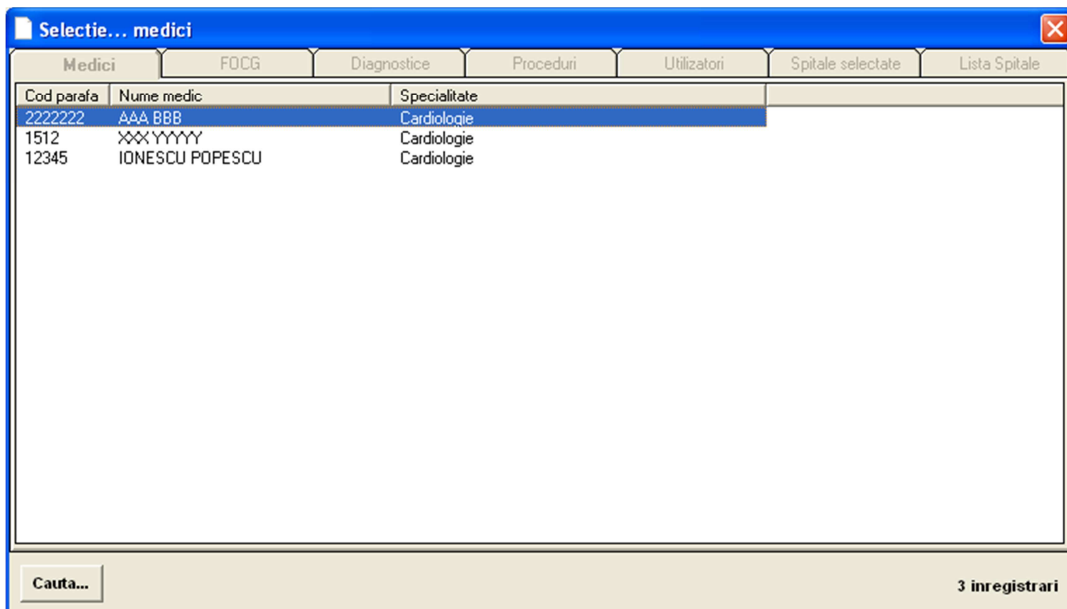 Selectie... medici
Medici FOCG Diagnostice Proceduri Utilizatori Spitale selectate Lista Spitale
Cod parafa Nume medic Specialitate
2222222 AAA BBB Cardiologie
1512 XXX YYYYY Cardiologie
12345 IONESCU POPESCU Cardiologie
Cauta... 3 inregistrari